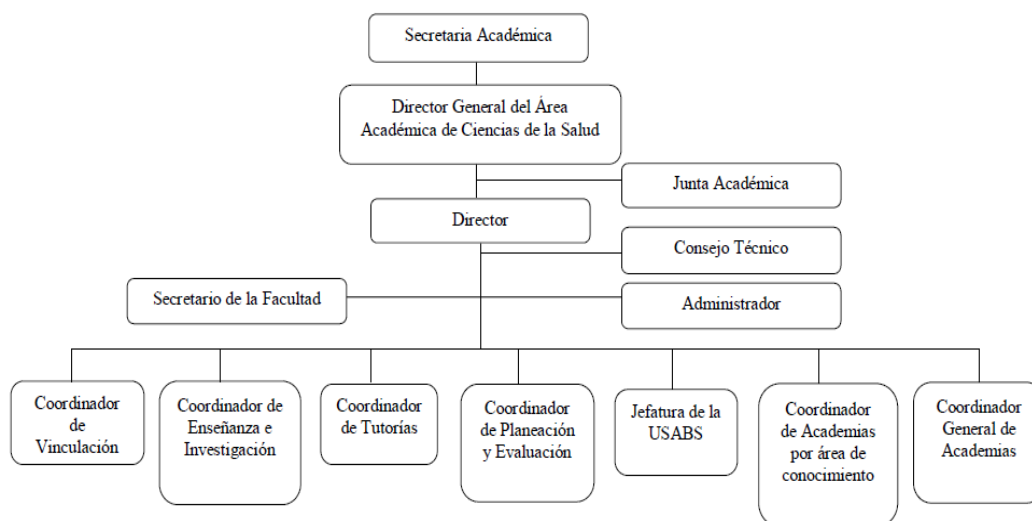 Secretaria Académica
Director General del Área
Académica de Ciencias de la Salud
Junta Académica
Director
Consejo Técnico
Secretario de la Facultad
Administrador
Coordinador
de
Vinculación
Coordinador de
Enseñanza e
Investigación
Coordinador
de Tutorías
Coordinador
de Planeación
y Evaluación
Jefatura de la
USABS
Coordinador
de Academias
por área de
conocimiento
Coordinador
General de
Academias